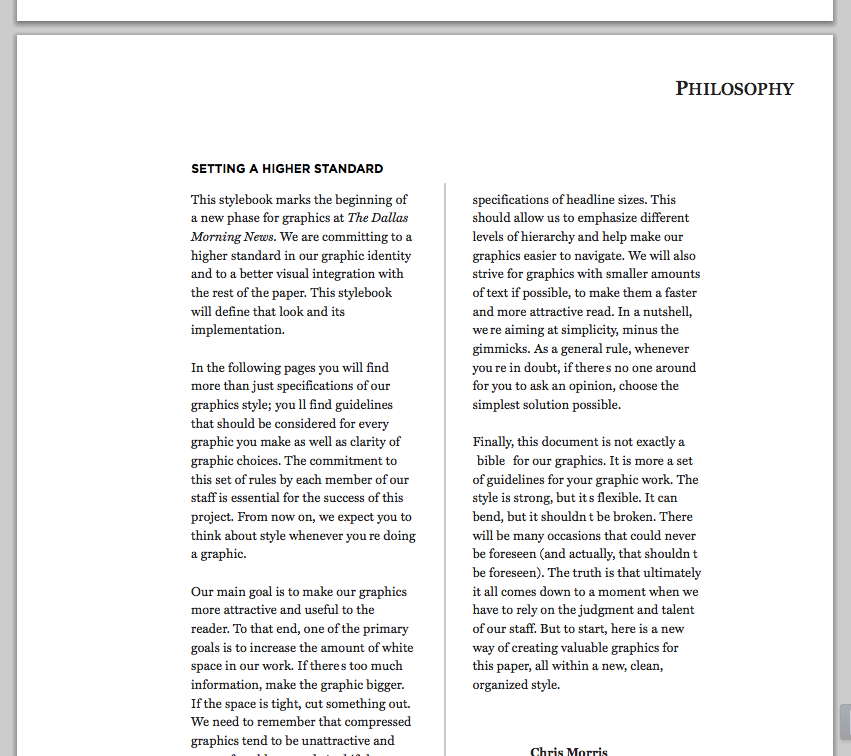 PHILOSOPHY
SETTING A HIGHER STANDARD
This stylebook marks the beginning of
a new phase for graphics at The Dallas
Morning News. We are committing to a
higher standard in our graphic identity
and to a better visual integration with
the rest of the paper. This stylebook
will define that look and its
implementation.
In the following pages you will find
more than just specifications of our
graphics style; you ll find guidelines
that should be considered for every
graphic you make as well as clarity of
graphic choices. The commitment to
this set of rules by each member of our
staff is essential for the success of this
project. From now on, we expect you to
think about style whenever you re doing
a graphic.
Our main goal is to make our graphics
more attractive and useful to the
reader. To that end, one of the primary
goals is to increase the amount of white
space in our work. If there s too much
information, make the graphic bigger.
If the space is tight, cut something out.
We need to remember that compressed
graphics tend to be unattractive and
specifications of headline sizes. This
should allow us to emphasize different
levels of hierarchy and help make our
graphics easier to navigate. We will also
strive for graphics with smaller amounts
of text if possible, to make them a faster
and more attractive read. In a nutshell,
we re aiming at simplicity, minus the
gimmicks. As a general rule, whenever
you re in doubt, if there s no one around
for you to ask an opinion, choose the
simplest solution possible.
Finally, this document is not exactly a
bible for our graphics. It is more a set
of guidelines for your graphic work. The
style is strong, but it s flexible. It can
bend, but it shouldn t be broken. There
will be many occasions that could never
be foreseen (and actually, that shouldn t
be foreseen). The truth is that ultimately
it all comes down to a moment when we
have to rely on the judgment and talent
of our staff. But to start, here is a new
way of creating valuable graphics for
this paper, all within a new, clean,
organized style.
Chris Morris